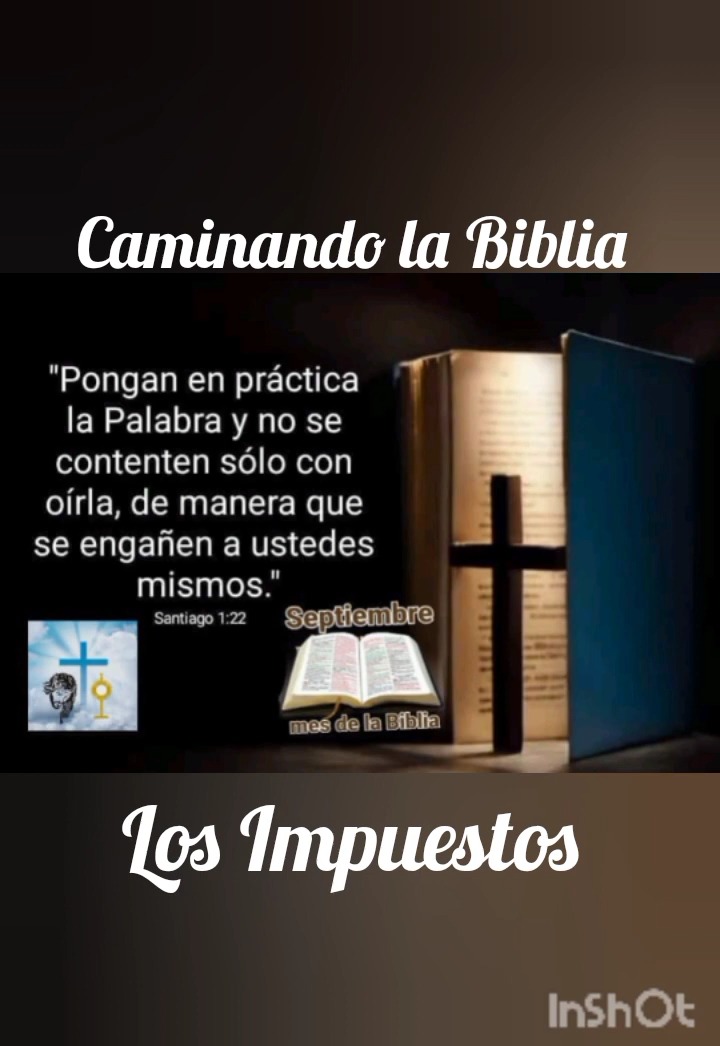 Caminando la Biblia
"Pongan en práctica
la Palabra y no se
contenten sólo con
oírla, de manera que
se engañen a ustedes
mismos."
Santiago 1:22
Septiembre
mes de la Biblia
Los Impuestos
InShOt